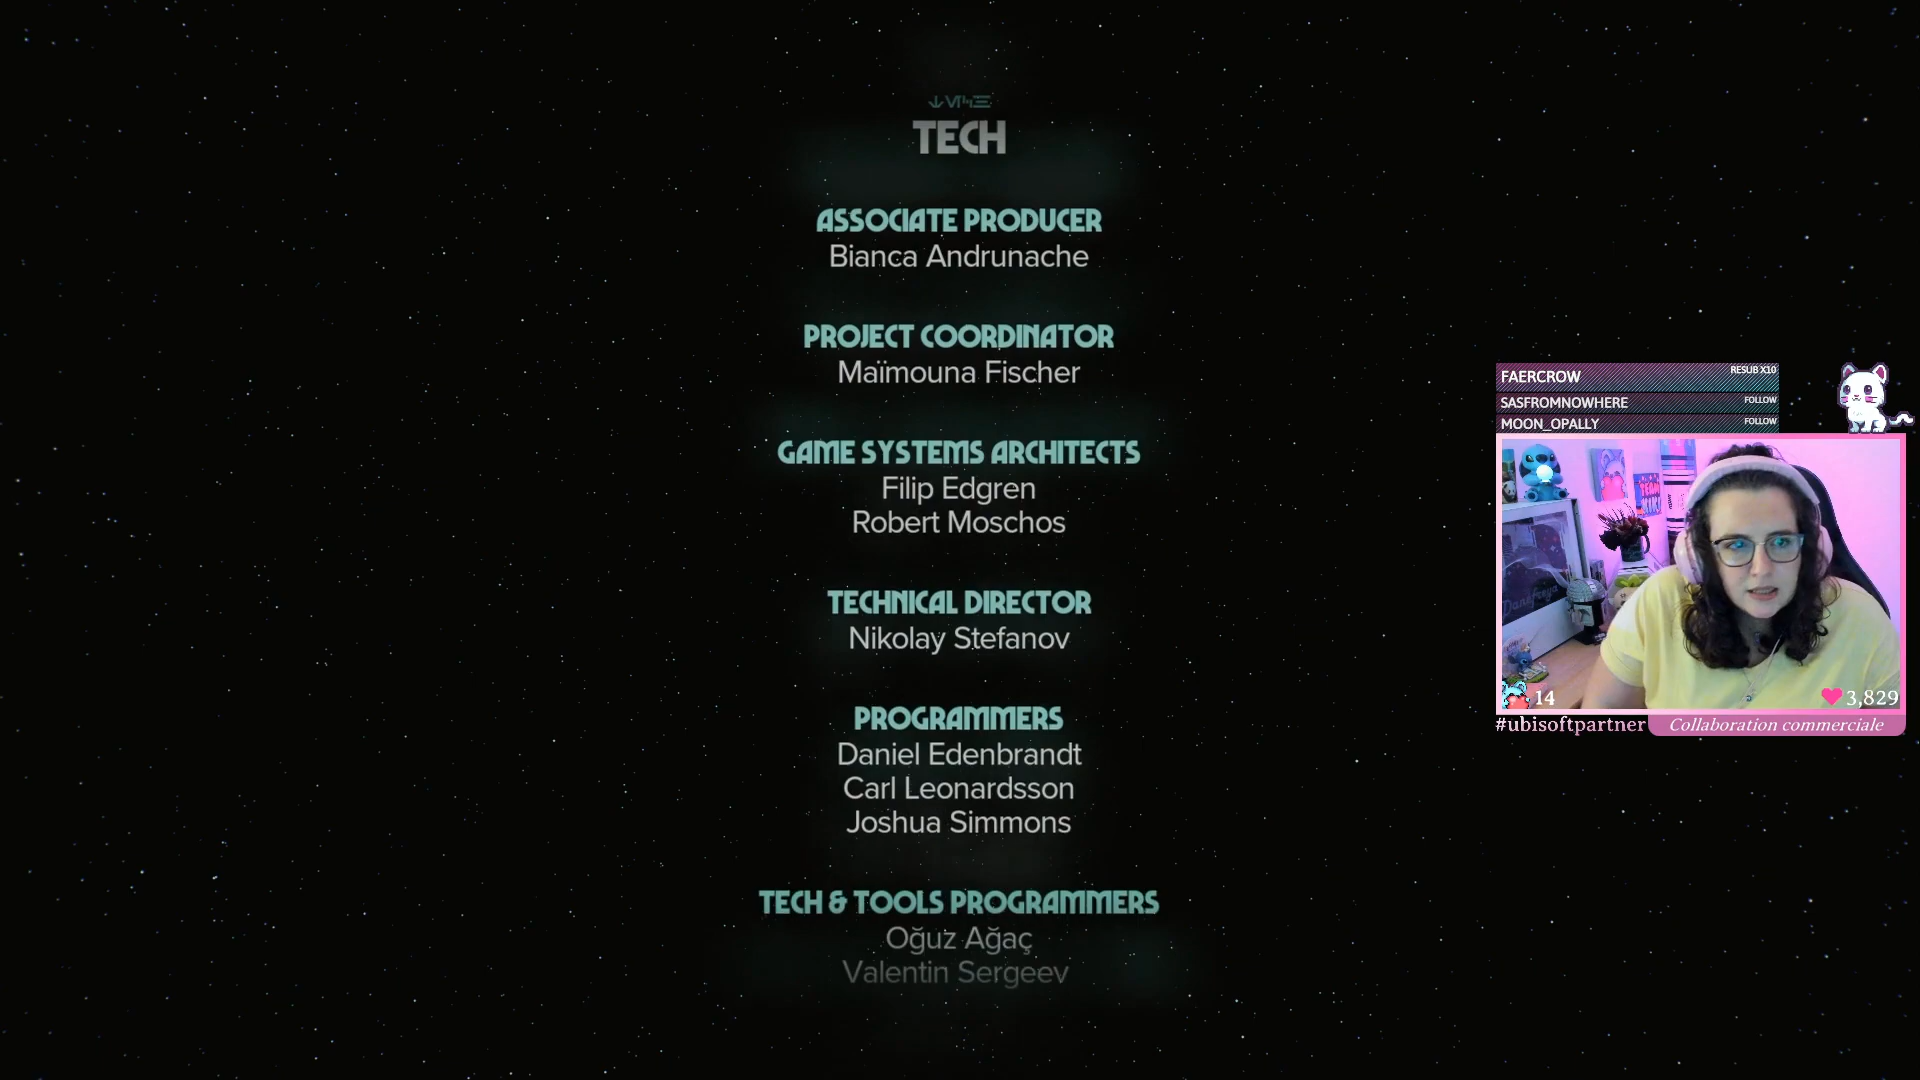 TECH
ASSOCIATE PRODUCER
Bianca Andrunache
PROJECT COORDINATOR
Maïmouna Fischer
GAME SYSTEMS ARCHITECTS
Filip Edgren
Robert Moschos
TECHNICAL DIRECTOR
Nikolay Stefanov
PROGRAMMERS
Daniel Edenbrandt
Carl Leonardsson
Joshua Simmons
TECH & TOOLS PROGRAMMERS
Oğuz Ağaç
Valentin Sergeev
FAERCROW RESUB X10
SASFROMNOWHERE FOLLOW
MOON_OPALLY FOLLOW
14 3,829
#ubisoftpartner Collaboration commerciale